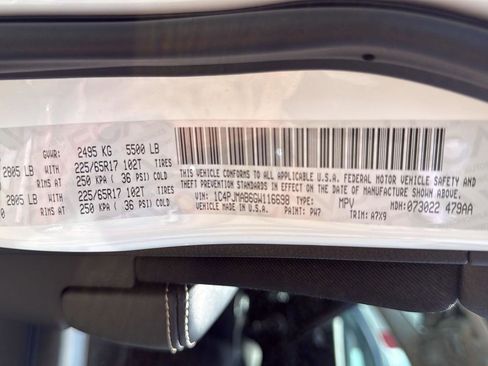 GVWR: 2495 KG 5500 LB
2805 LB WITH 225/65R17 102T TIRES
RIMS AT 250 KPA ( 36 PSI) COLD
2805 LB 225/65R17 102T TIRES
RIMS AT 250 KPA ( 36 PSI) COLD
THIS VEHICLE CONFORMS TO ALL APPLICABLE U.S.A. FEDERAL MOTOR VEHICLE SAFETY AND
THEFT PREVENTION STANDARDS IN EFFECT ON THE DATE OF MANUFACTURE SHOWN ABOVE.
VIN: TYPE: MPV MDH: 073022 479AA
VEHICLE MADE IN U.S.A. PAINT: PW7 TRIM: A7X9